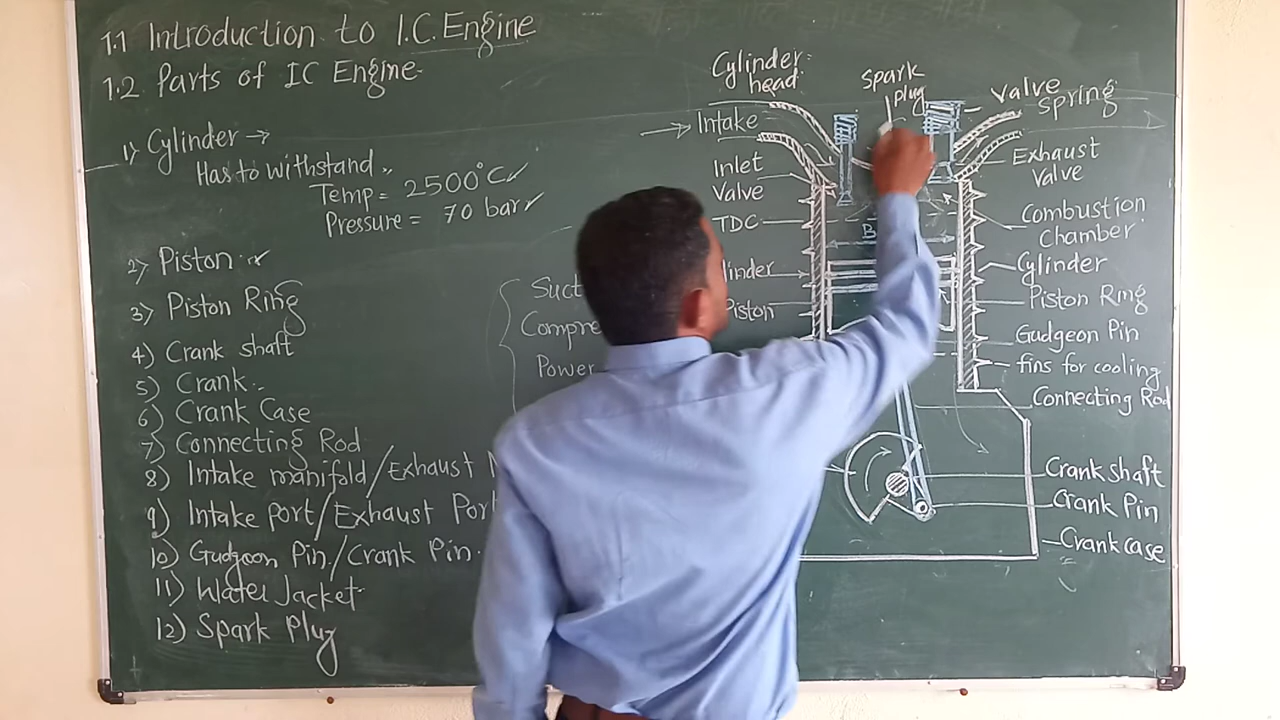 1.1 Introduction to I.C. Engine
1.2 Parts of IC Engine
1) Cylinder →
Has to withstand..
Temp = 2500°C ✓
Pressure = 70 bar ✓
2) Piston
3) Piston Ring
4) Crank shaft
5) Crank..
6) Crank Case
7) Connecting Rod
8) Intake manifold/Exhaust
9) Intake port/Exhaust Port
10) Gudgeon Pin/Crank Pin.
11) Water Jacket
12) Spark Plug
Power
Cylinder
head
Intake
Inlet
Valve
TDC
Piston
Spark
plug
B
Valve
Spring
Exhaust
Valve
Combustion
Chamber
Cylinder
Piston Ring
Gudgeon Pin
fins for cooling
Connecting Rod
Crank shaft
Crank Pin
Crank case